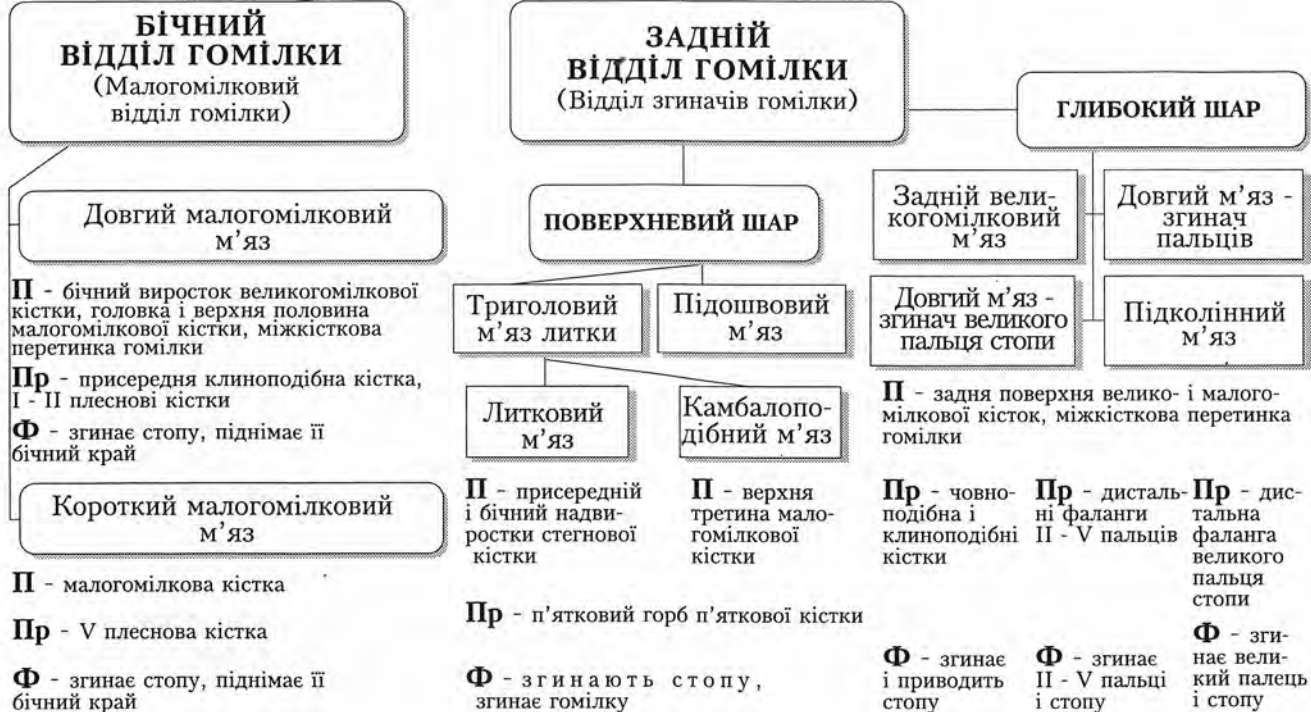 БІЧНИЙ
ВІДДІЛ ГОМІЛКИ
(Малогомілковий
відділ гомілки)
Довгий малогомілковий
м'яз
П - бічний виросток великогомілкової
кістки, головка і верхня половина
малогомілкової кістки, міжкісткова
перетинка гомілки
Пр - присередня клиноподібна кістка,
I - II плеснові кістки
Ф - згинає стопу, піднімає її
бічний край
Короткий малогомілковий
м'яз
П - малогомілкова кістка
Пр - V плеснова кістка
Ф - згинає стопу, піднімає її
бічний край
ЗАДНІЙ
ВІДДІЛ ГОМІЛКИ
(Відділ згиначів гомілки)
ПОВЕРХНЕВИЙ ШАР
Триголовий
м'яз литки
Підошвовий
м'яз
Литковий
м'яз
Камбалопо-
дібний м'яз
П - присередній
і бічний надви-
ростки стегнової
кістки
П - верхня
третина мало-
гомілкової
кістки
Пр - п'ятковий горб п'яткової кістки
Ф - згинають стопу,
згинає гомілку
ГЛИБОКИЙ ШАР
Задній вели-
когомілковий
м'яз
Довгий м'яз -
згинач
пальців
Довгий м'яз -
згинач великого
пальця стопи
Підколінний
м'яз
П - задня поверхня велико- і малого-
мілкової кісток, міжкісткова перетинка
гомілки
Пр - човно-
подібна і
клиноподібні
кістки
Ф - згинає
і приводить
стопу
Пр - дисталь-
ні фаланги
II - V пальців
Ф - згинає
II - V пальці
і стопу
Пр - дис-
тальна
фаланга
великого
пальця
стопи
Ф - зги-
нає вели-
кий палець
і стопу